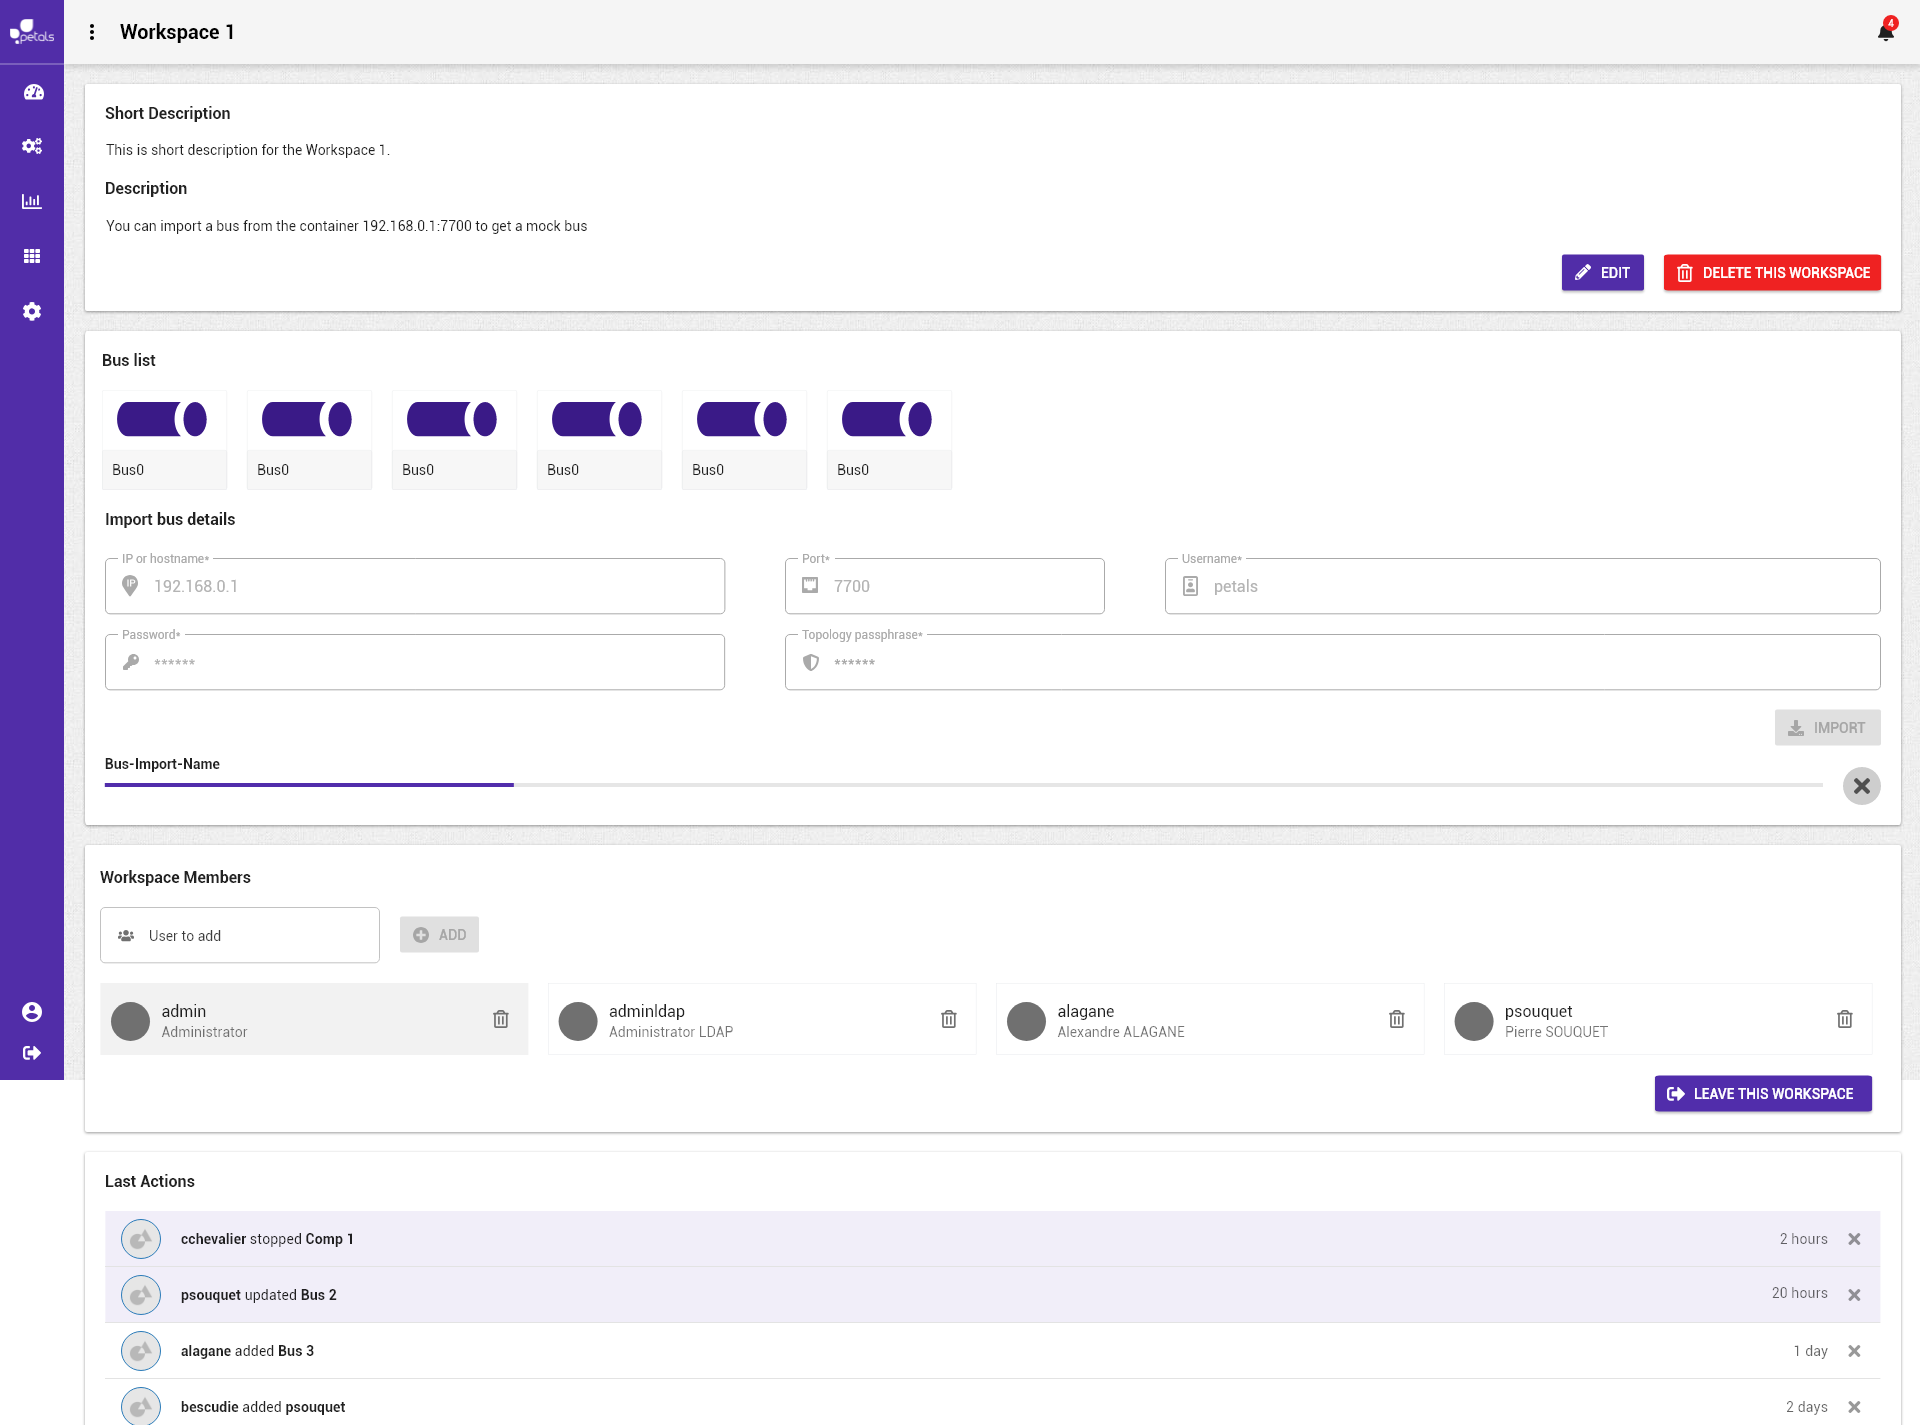 petals
Workspace 1
4
Short Description
This is short description for the Workspace 1.
Description
You can import a bus from the container 192.168.0.1:7700 to get a mock bus
EDIT
DELETE THIS WORKSPACE
Bus list
Bus0 Bus0 Bus0 Bus0 Bus0 Bus0
Import bus details
IP or hostname* Port* Username*
IP 192.168.0.1 7700 petals
Password* Topology passphrase*
****** ******
IMPORT
Bus-Import-Name
Workspace Members
User to add
ADD
admin
Administrator
adminldap
Administrator LDAP
alagane
Alexandre ALAGANE
psouquet
Pierre SOUQUET
LEAVE THIS WORKSPACE
Last Actions
cchevalier stopped Comp 1 2 hours
psouquet updated Bus 2 20 hours
alagane added Bus 3 1 day
bescudie added psouquet 2 days